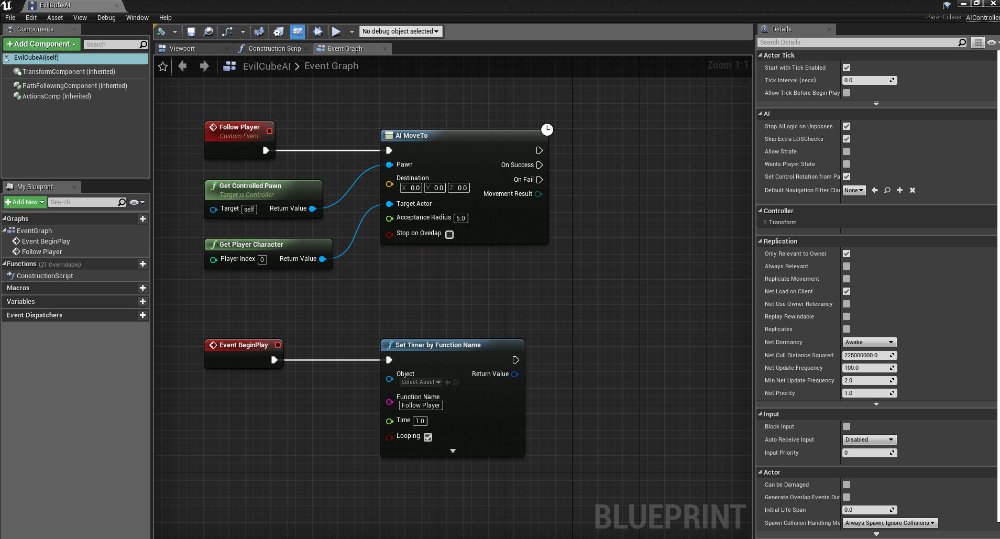 EvilCubeAI
File Edit Asset View Debug Window Help
Parent class: AIController
Components
+ Add Component
Search
EvilCubeAI(self)
TransformComponent (Inherited)
PathFollowingComponent (Inherited)
ActionsComp (Inherited)
My Blueprint
+ Add New
Search
Graphs
EventGraph
Event BeginPlay
Follow Player
Functions (21 Overridable)
ConstructionScript
Macros
Variables
Event Dispatchers
No debug object selected
Viewport
Construction Scrip
Event Graph
EvilCubeAI > Event Graph
Zoom 1:1
Follow Player
Custom Event
Get Controlled Pawn
Target is Controller
Target self Return Value
Get Player Character
Player Index 0 Return Value
AI MoveTo
Pawn
On Success
Destination
X 0.0 Y 0.0 Z 0.0
On Fail
Movement Result
Target Actor
Acceptance Radius 5.0
Stop on Overlap
Event BeginPlay
Set Timer by Function Name
Object
Select Asset
Return Value
Function Name
Follow Player
Time 1.0
Looping
BLUEPRINT
Details
Search Details
Actor Tick
Start with Tick Enabled
Tick Interval (secs) 0.0
Allow Tick Before Begin Play
AI
Stop AILogic on Unposses
Skip Extra LOSChecks
Allow Strafe
Wants Player State
Set Control Rotation from Pa
Default Navigation Filter Clas None
Controller
Transform
Replication
Only Relevant to Owner
Always Relevant
Replicate Movement
Net Load on Client
Net Use Owner Relevancy
Replay Rewindable
Replicates
Net Dormancy Awake
Net Cull Distance Squared 225000000.0
Net Update Frequency 100.0
Min Net Update Frequency 2.0
Net Priority 1.0
Input
Block Input
Auto Receive Input Disabled
Input Priority 0
Actor
Can be Damaged
Generate Overlap Events Dur
Initial Life Span 0.0
Spawn Collision Handling Me Always Spawn, Ignore Collisions